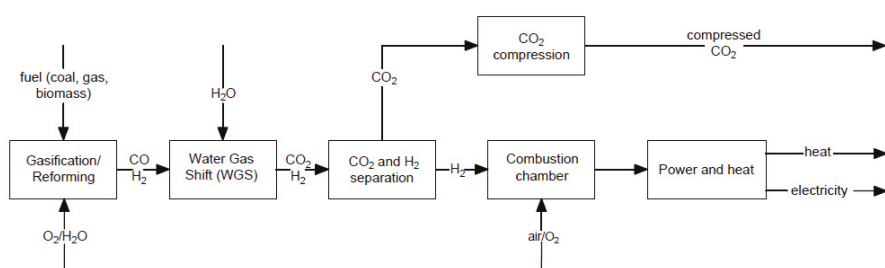 CO2
compression
compressed
CO2
fuel (coal, gas,
biomass)
H2O
CO2
Gasification/
Reforming
CO
H2
Water Gas
Shift (WGS)
CO2
H2
CO2 and H2
separation
H2
Combustion
chamber
Power and heat
heat
electricity
O2/H2O
air/O2